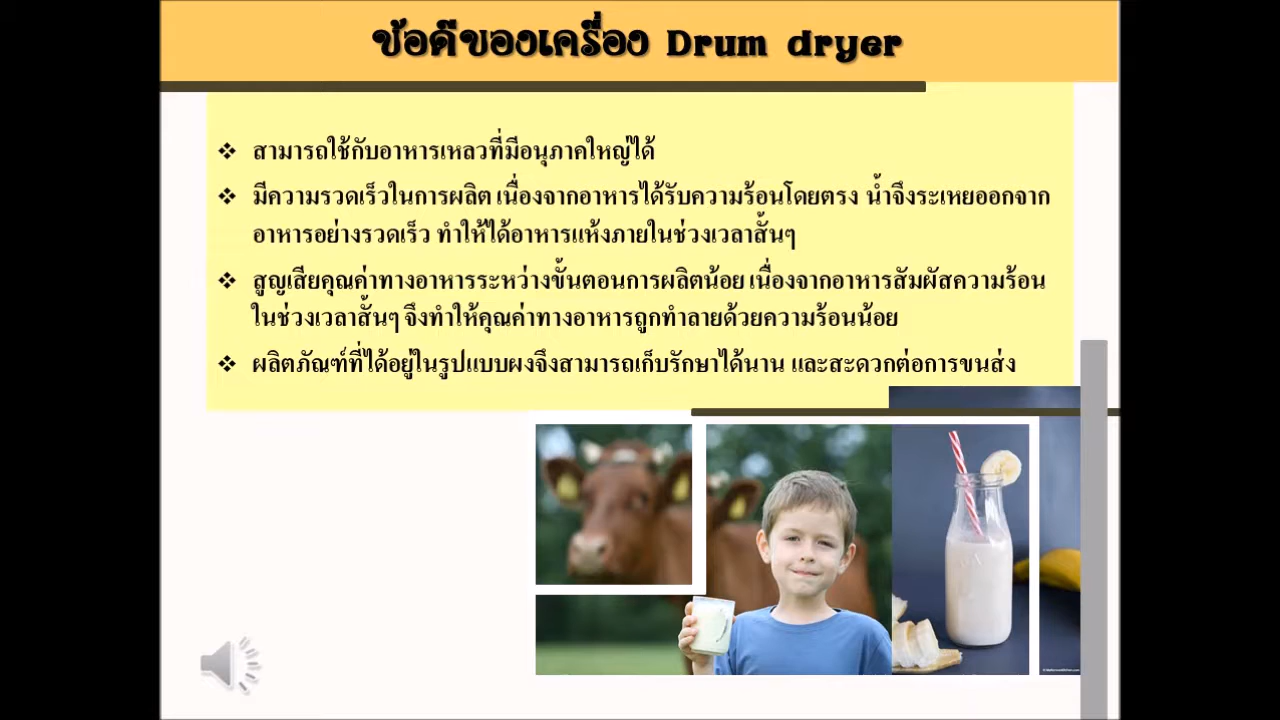 ข้อดีของเครื่อง Drum dryer
❖ สามารถใช้กับอาหารเหลวที่มีอนุภาคใหญ่ได้
❖ มีความรวดเร็วในการผลิต เนื่องจากอาหารได้รับความร้อนโดยตรง น้ำจึงระเหยออกจาก
อาหารอย่างรวดเร็ว ทำให้ได้อาหารแห้งภายในช่วงเวลาสั้นๆ
❖ สูญเสียคุณค่าทางอาหารระหว่างขั้นตอนการผลิตน้อย เนื่องจากอาหารสัมผัสความร้อน
ในช่วงเวลาสั้นๆ จึงทำให้คุณค่าทางอาหารถูกทำลายด้วยความร้อนน้อย
❖ ผลิตภัณฑ์ที่ได้อยู่ในรูปแบบผงจึงสามารถเก็บรักษาได้นาน และสะดวกต่อการขนส่ง